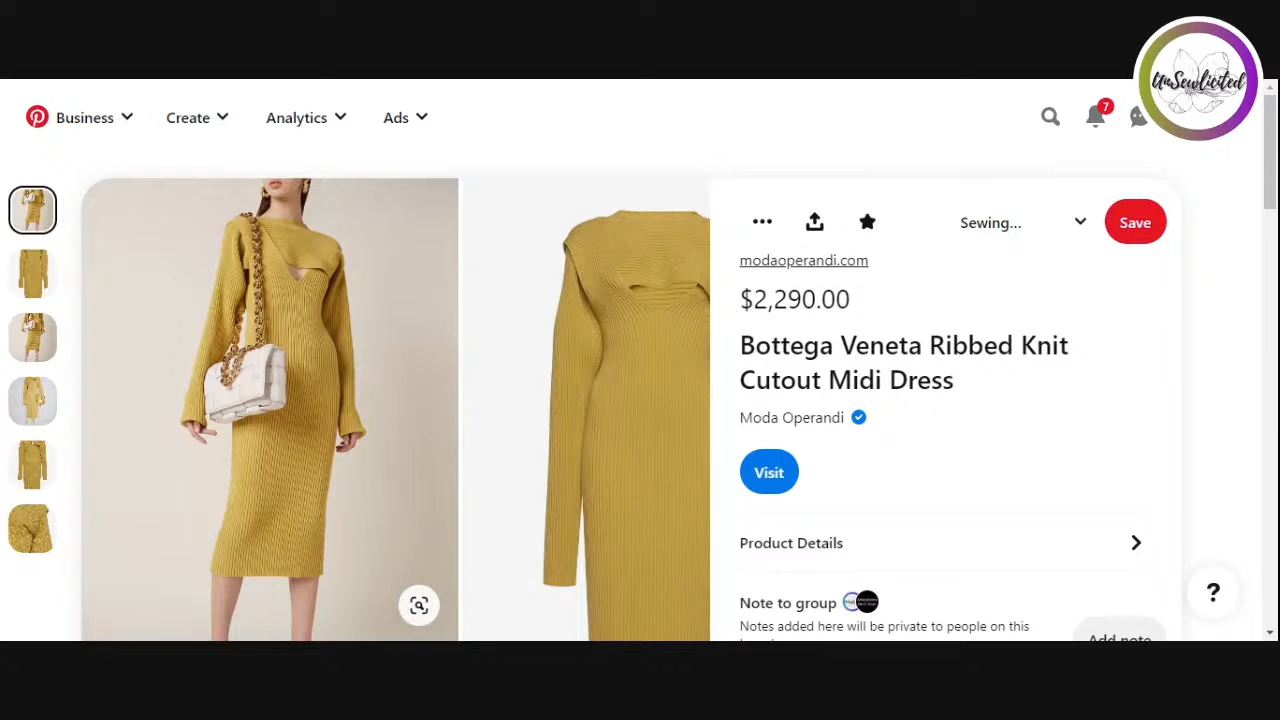 UnSewlicited
Business Create Analytics Ads
7
Sewing... Save
modaoperandi.com
$2,290.00
Bottega Veneta Ribbed Knit
Cutout Midi Dress
Moda Operandi
Visit
Product Details
Note to group
Notes added here will be private to people on this
Add note
?